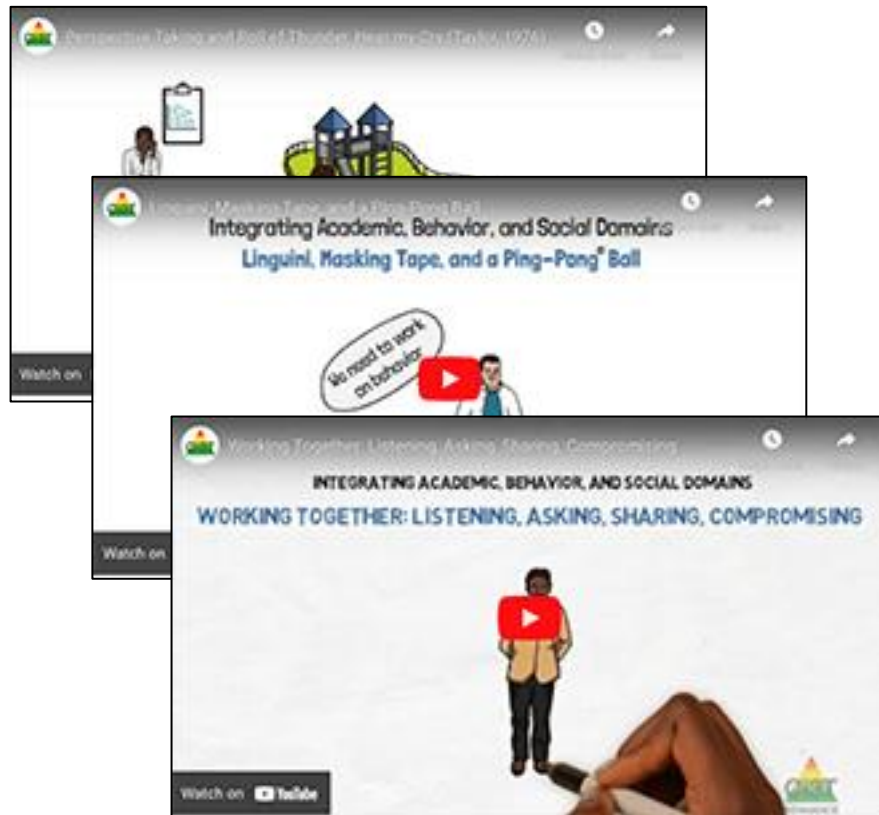 Perspective Taking and Roll of Thunder, Hear my Cry (Taylor, 1976)
Watch on
Linguini, Masking Tape, and a Ping Pong Ball
Integrating Academic, Behavior, and Social Domains
Linguini, Masking Tape, and a Ping-Pong® Ball
We need to work
on behavior
Watch on
Working Together: Listening, Asking, Sharing, Compromising
INTEGRATING ACADEMIC, BEHAVIOR, AND SOCIAL DOMAINS
WORKING TOGETHER: LISTENING, ASKING, SHARING, COMPROMISING
Watch on YouTube